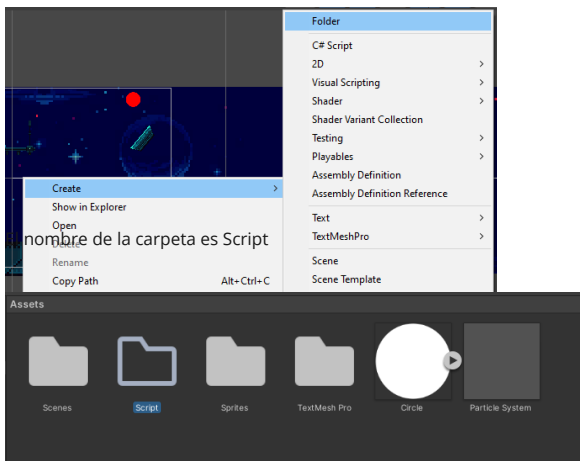 Folder
C# Script
2D
Visual Scripting
Shader
Shader Variant Collection
Testing
Playables
Assembly Definition
Assembly Definition Reference
Text
TextMeshPro
Scene
Scene Template
Create
Show in Explorer
Open
nombre de la carpeta es Script
Delete
Rename
Copy Path Alt+Ctrl+C
Assets
Scenes
Script
Sprites
TextMesh Pro
Circle
Particle System